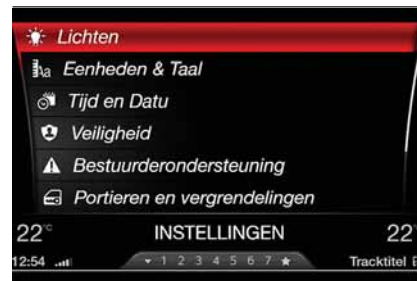 Lichten
Eenheden & Taal
Tijd en Datu
Veiligheid
Bestuurderondersteuning
Portieren en vergrendelingen
22°c INSTELLINGEN 22
12:54 1 2 3 4 5 6 7 Tracktitel